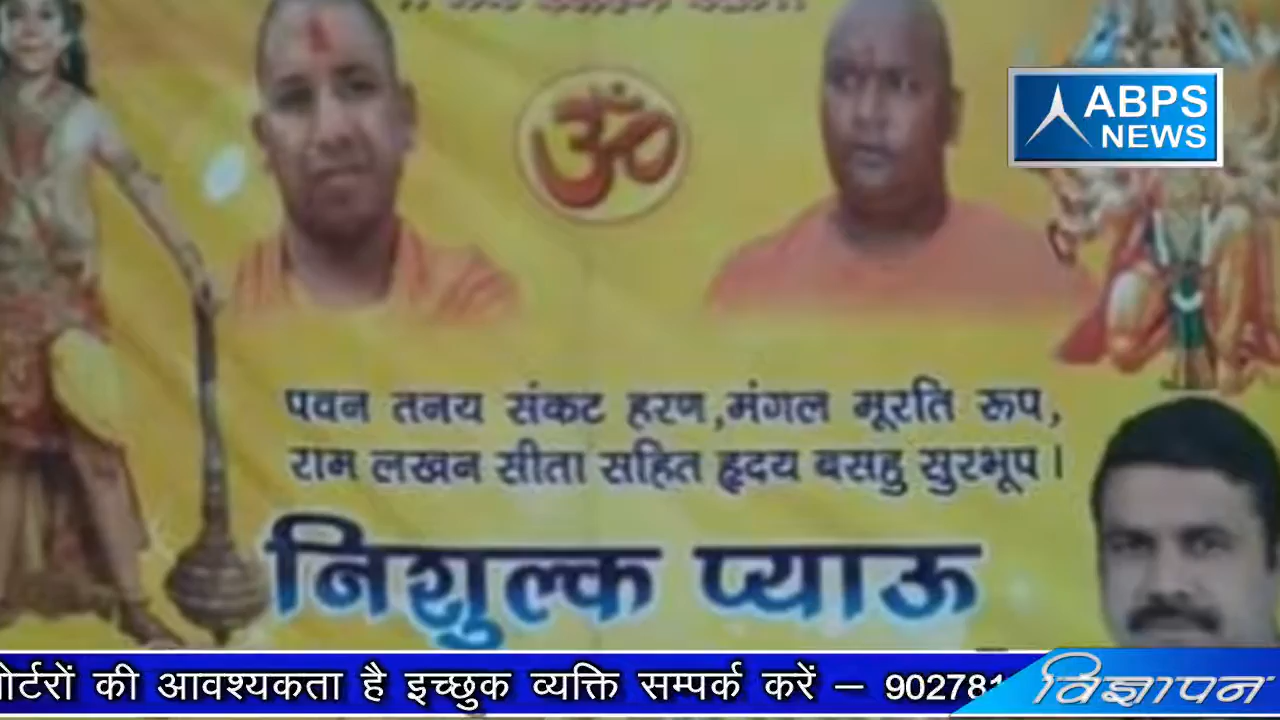 ॐ
ABPS
NEWS
पवन तनय संकट हरण,मंगल मूरति रूप,
राम लखन सीता सहित हृदय बसहु सुरभूप।
निशुल्क प्याऊ
र्टरों की आवश्यकता है इच्छुक व्यक्ति सम्पर्क करें – 90278
विज्ञापन